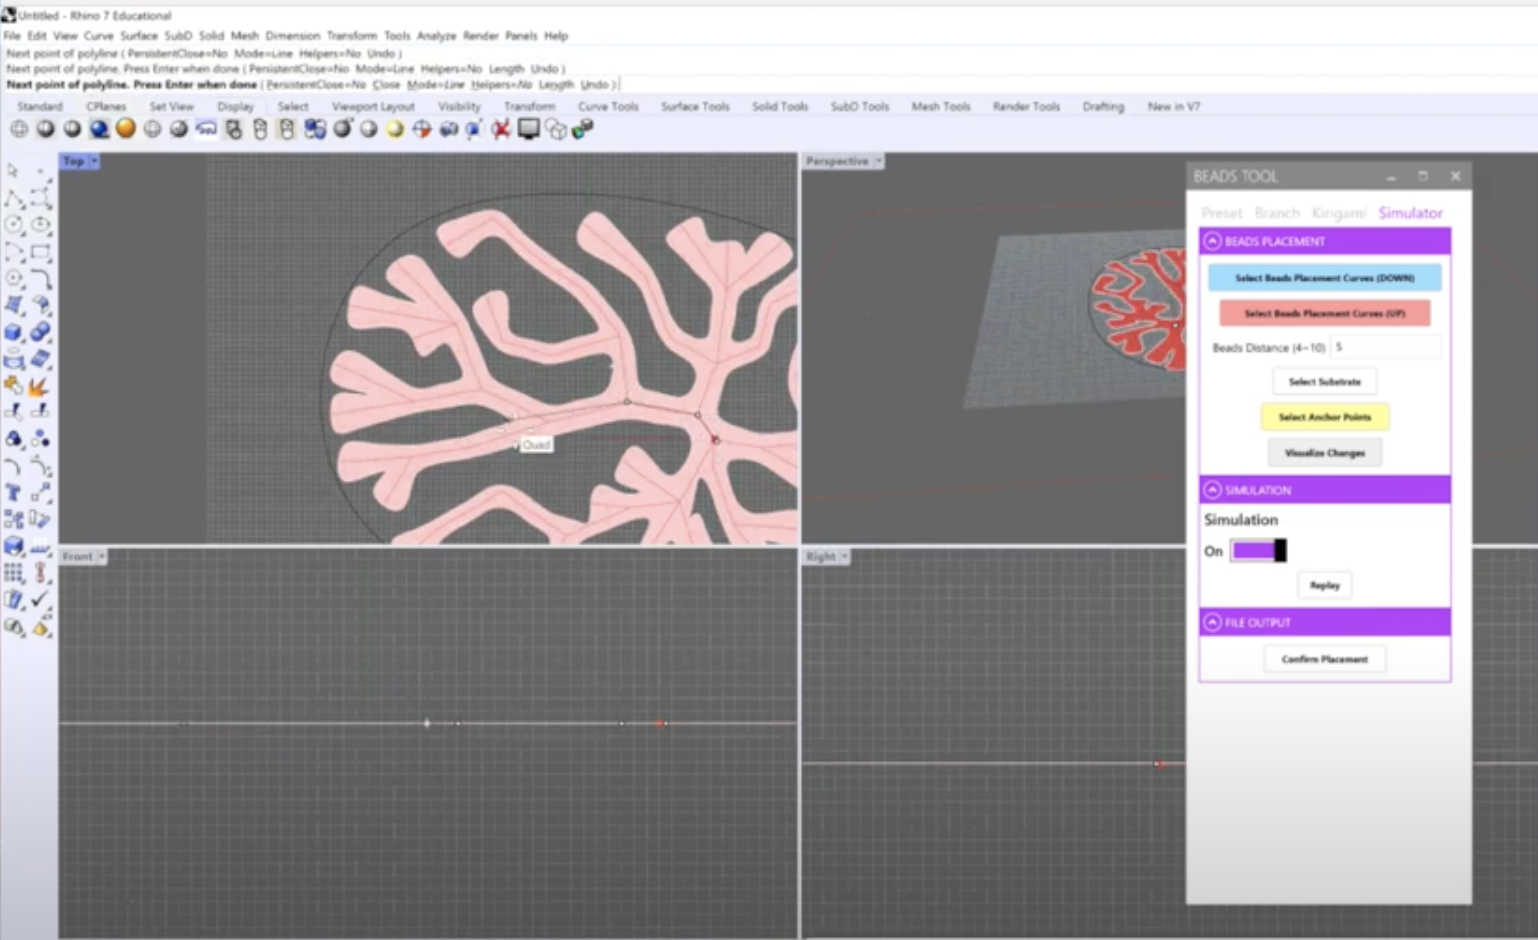 Untitled - Rhino 7 Educational
File Edit View Curve Surface SubD Solid Mesh Dimension Transform Tools Analyze Render Panels Help
Next point of polyline ( PersistentClose=No Mode=Line Helpers=No Undo )
Next point of polyline. Press Enter when done ( PersistentClose=No Mode=Line Helpers=No Length Undo )
Next point of polyline. Press Enter when done ( PersistentClose=No Close Mode=Line Helpers=No Length Undo ):
Standard CPlanes Set View Display Select Viewport Layout Visibility Transform Curve Tools Surface Tools Solid Tools SubD Tools Mesh Tools Render Tools Drafting New in V7
Top
Quad
Perspective
Front
Right
BEADS TOOL
Preset Branch Kirigami Simulator
BEADS PLACEMENT
Select Beads Placement Curves (DOWN)
Select Beads Placement Curves (UP)
Beads Distance (4~10) 5
Select Substrate
Select Anchor Points
Visualize Changes
SIMULATION
Simulation
On
Replay
FILE OUTPUT
Confirm Placement